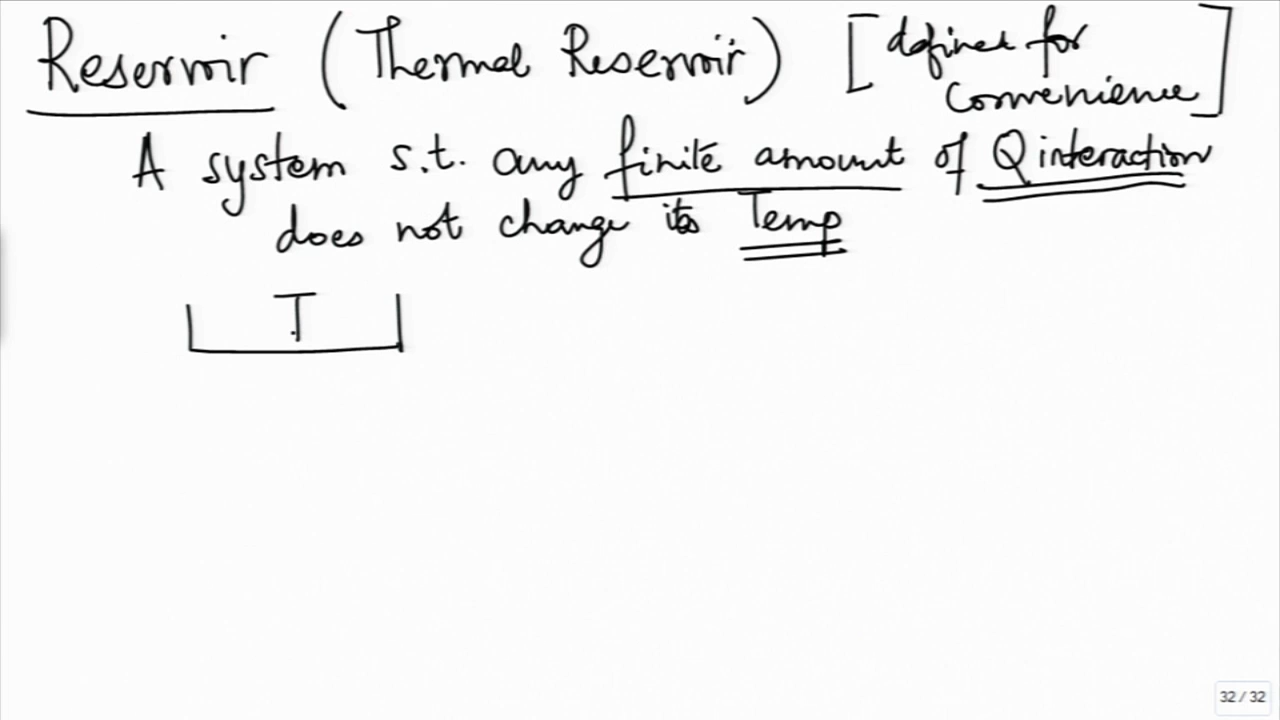 Reservoir (Thermal Reservoir) [defined for
convenience]
A system s.t. any finite amount of Q interaction
does not change its Temp
T
32 / 32